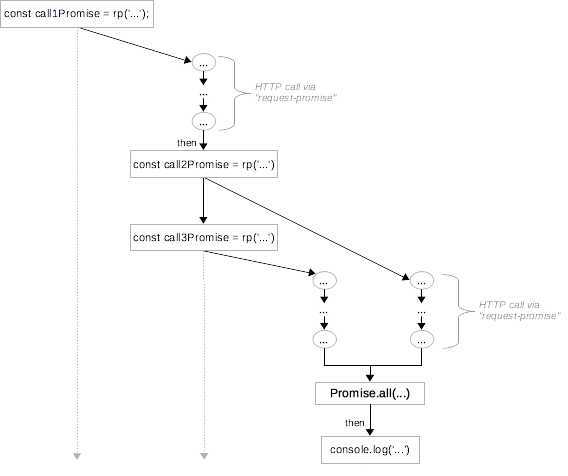 const call1Promise = rp('...');
...
...
...
HTTP call via
"request-promise"
then
const call2Promise = rp('...')
const call3Promise = rp('...')
...
...
...
...
...
...
HTTP call via
"request-promise"
Promise.all(...)
then
console.log('...')